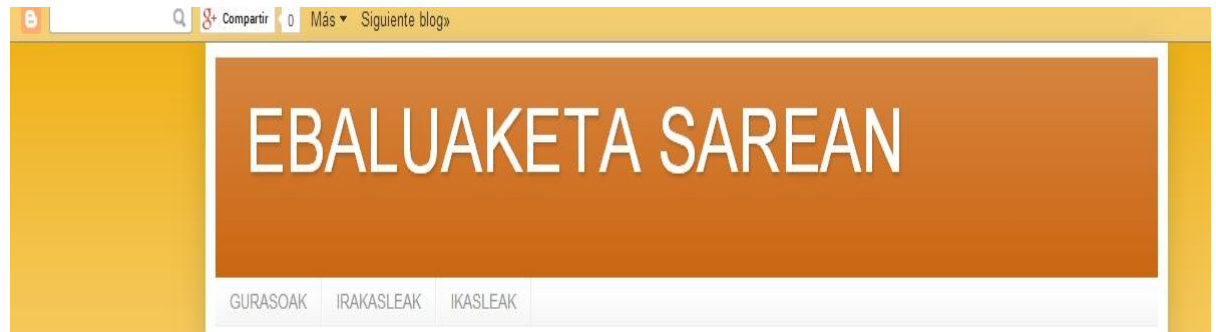 Compartir 0 Más Siguiente blog»
EBALUAKETA SAREAN
GURASOAK IRAKASLEAK IKASLEAK